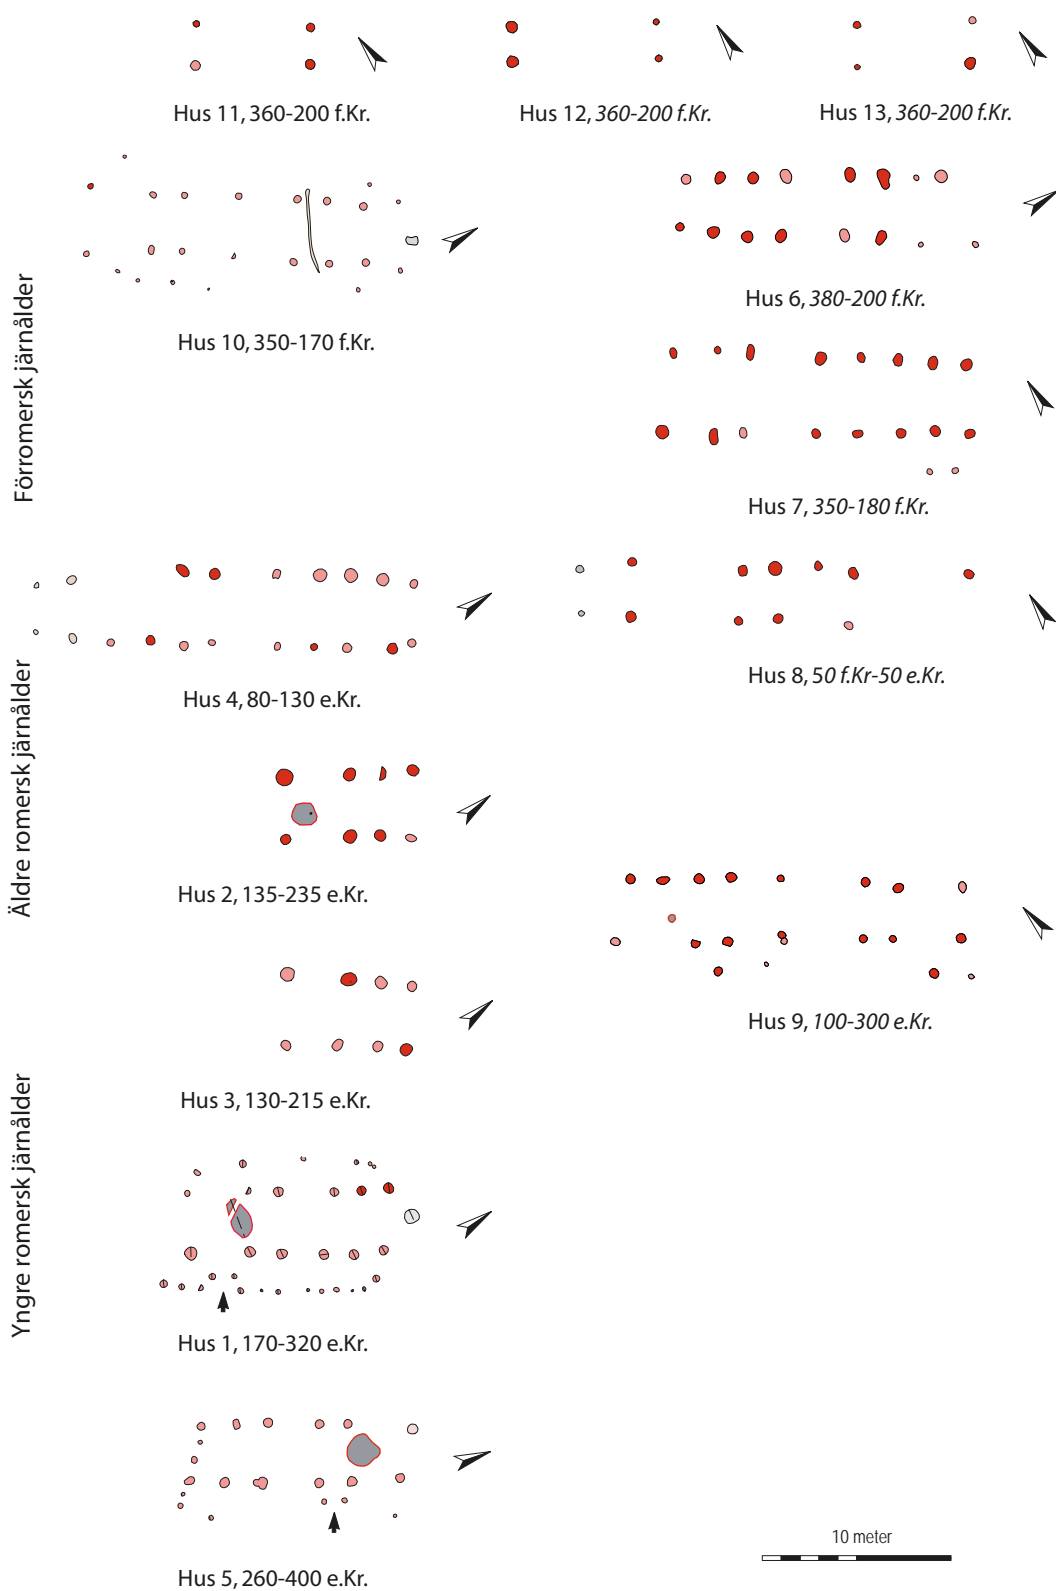 Hus 11, 360-200 f.Kr.
Hus 12, 360-200 f.Kr.
Hus 13, 360-200 f.Kr.
Förromersk järnålder
Hus 10, 350-170 f.Kr.
Hus 6, 380-200 f.Kr.
Hus 7, 350-180 f.Kr.
Äldre romersk järnålder
Hus 4, 80-130 e.Kr.
Hus 8, 50 f.Kr-50 e.Kr.
Hus 2, 135-235 e.Kr.
Hus 9, 100-300 e.Kr.
Hus 3, 130-215 e.Kr.
Yngre romersk järnålder
Hus 1, 170-320 e.Kr.
Hus 5, 260-400 e.Kr.
10 meter